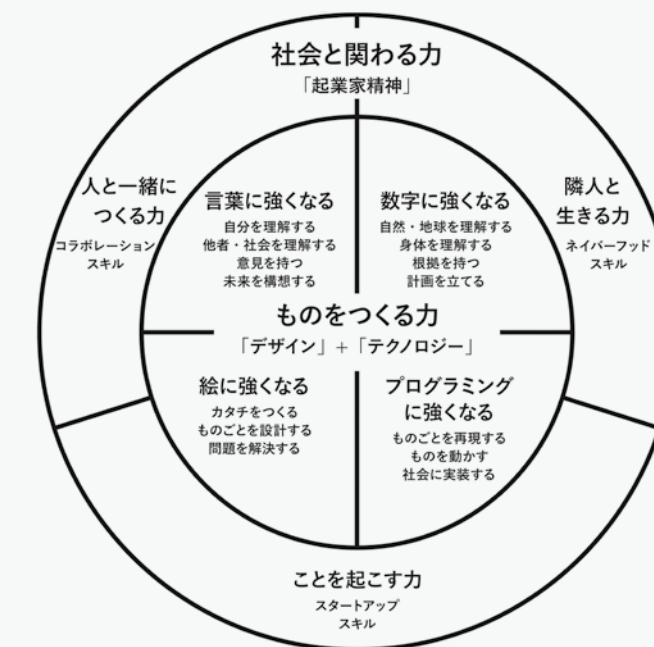 社会と関わる力
「起業家精神」
人と一緒に
つくる力
コラボレーション
スキル
隣人と
生きる力
ネイバーフッド
スキル
言葉に強くなる
自分を理解する
他者・社会を理解する
意見を持つ
未来を構想する
数字に強くなる
自然・地球を理解する
身体を理解する
根拠を持つ
計画を立てる
ものをつくる力
「デザイン」+「テクノロジー」
絵に強くなる
カタチをつくる
ものごとを設計する
問題を解決する
プログラミング
に強くなる
ものごとを再現する
ものを動かす
社会に実装する
ことを起こす力
スタートアップ
スキル